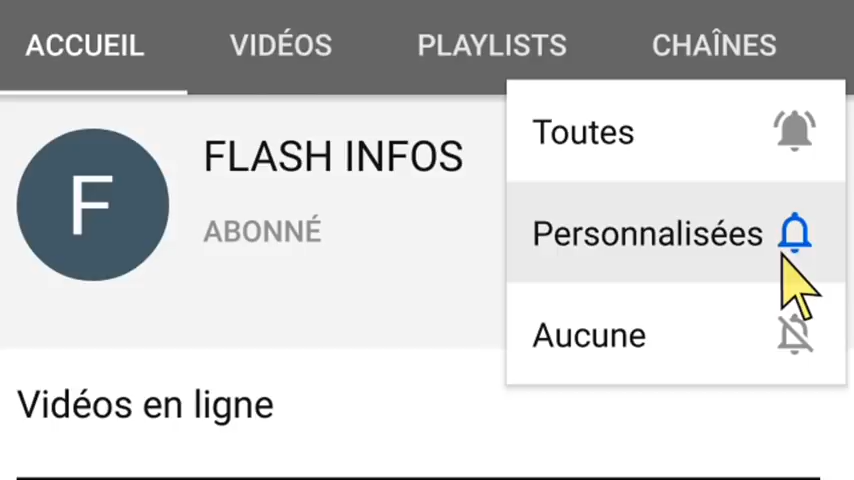 ACCUEIL VIDÉOS PLAYLISTS CHAÎNES
F
FLASH INFOS
ABONNÉ
Toutes
Personnalisées
Aucune
Vidéos en ligne